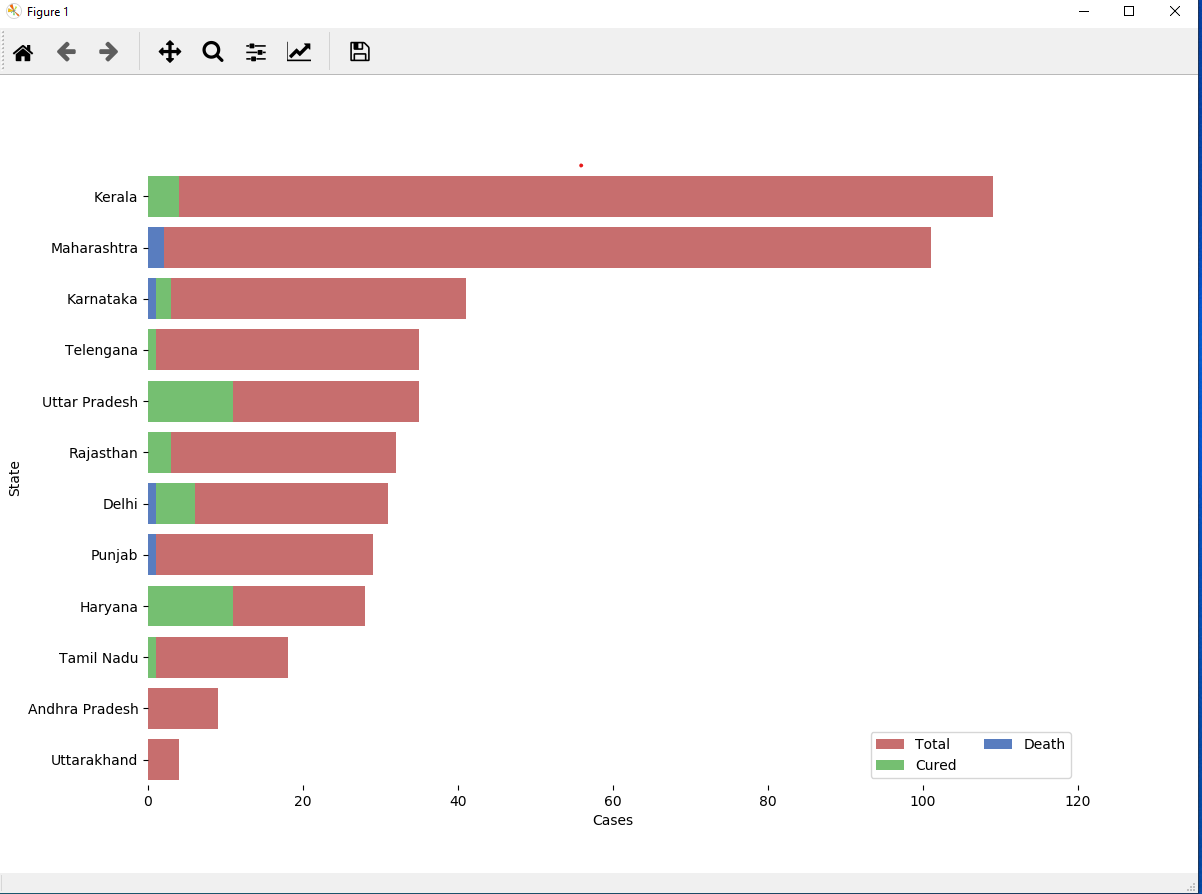 Figure 1
Kerala
Maharashtra
Karnataka
Telengana
Uttar Pradesh
Rajasthan
Delhi
Punjab
Haryana
Tamil Nadu
Andhra Pradesh
Uttarakhand
State
Total
Death
Cured
0 20 40 60 80 100 120
Cases